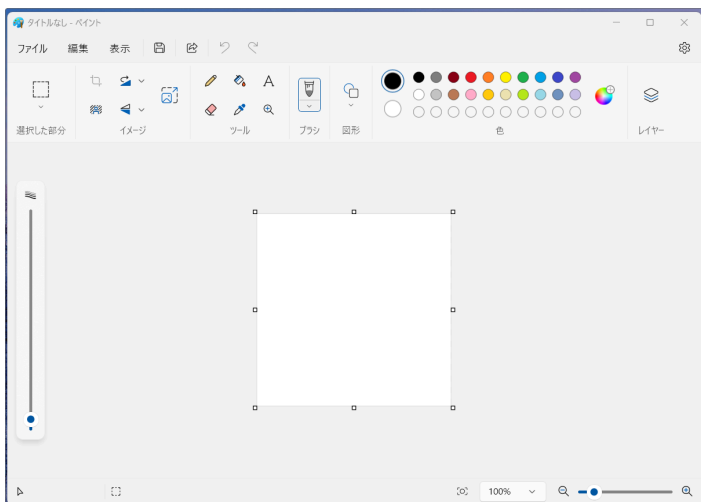 タイトルなし - ペイント
ファイル 編集 表示
選択した部分 イメージ ツール ブラシ 図形 色 レイヤー
100%